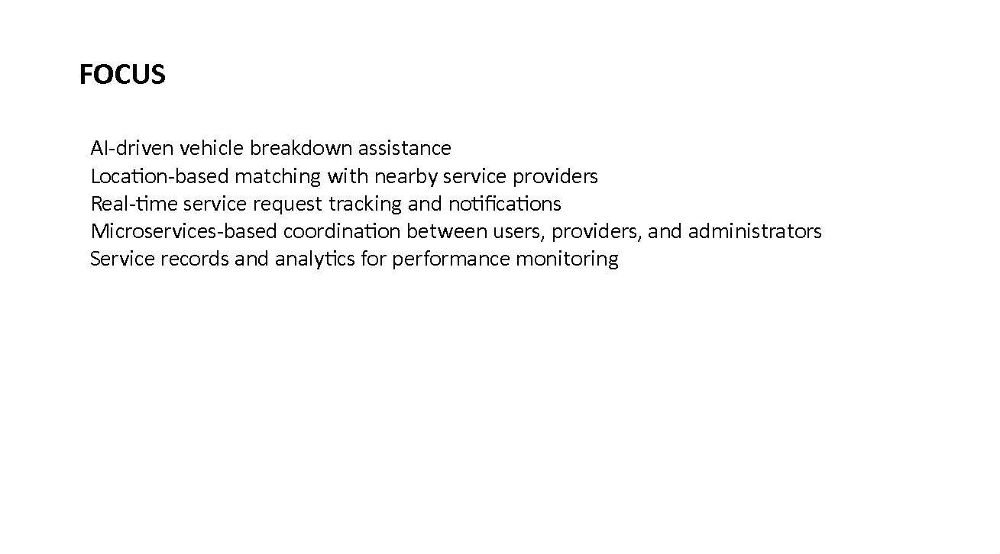 FOCUS
AI-driven vehicle breakdown assistance
Location-based matching with nearby service providers
Real-time service request tracking and notifications
Microservices-based coordination between users, providers, and administrators
Service records and analytics for performance monitoring